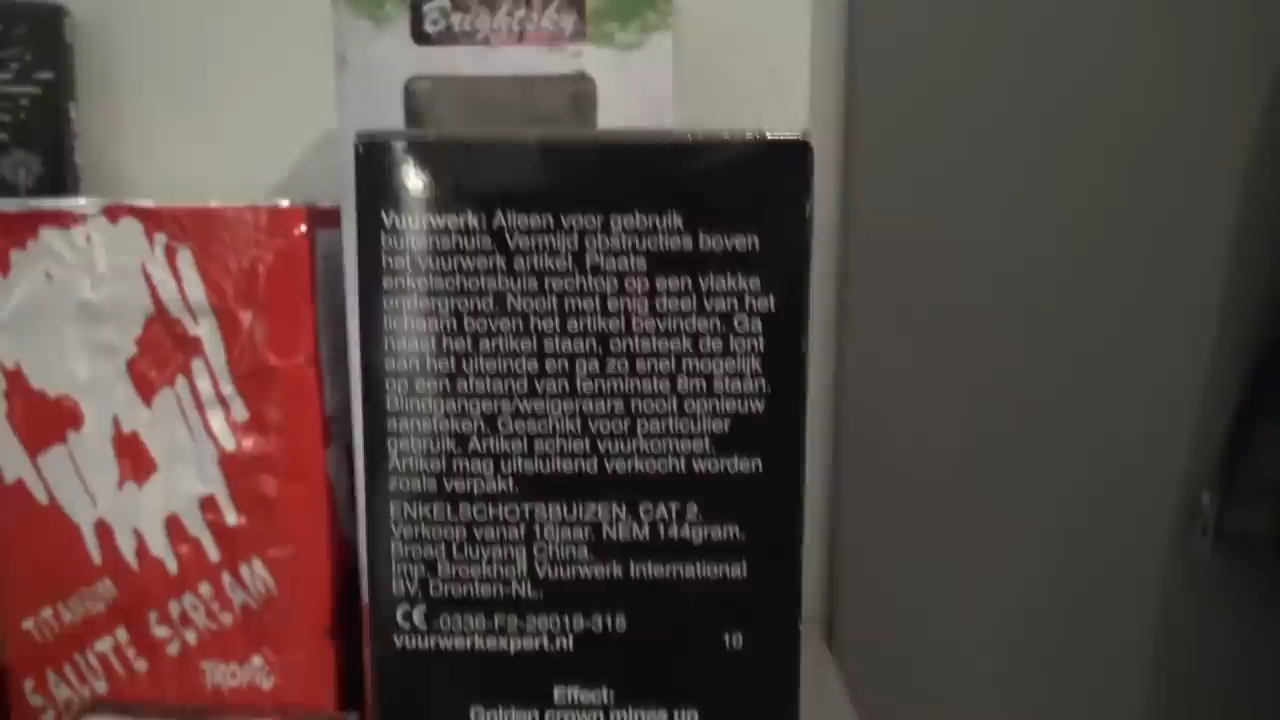 Brightsky
Vuurwerk: Alleen voor gebruik
buitenshuis. Vermijd obstructies boven
het vuurwerk artikel. Plaats
enkelschotsbuis rechtop op een vlakke
ondergrond. Nooit met enig deel van het
lichaam boven het artikel bevinden. Ga
naast het artikel staan, ontsteek de lont
aan het uiteinde en ga zo snel mogelijk
op een afstand van tenminste 8m staan.
Blindgangers/weigeraars nooit opnieuw
aansteken. Geschikt voor particulier
gebruik. Artikel schiet vuurkomeet.
Artikel mag uitsluitend verkocht worden
zoals verpakt.
ENKELSCHOTSBUIZEN, CAT 2.
Verkoop vanaf 16jaar. NEM 144gram.
Broad Liuyang China.
Imp. Broekhoff Vuurwerk International
BV, Dronten-NL.
CE
vuurwerkexpert.nl 10
Effect:
Golden crown mines up
TITANIUM
SALUTE SCREAM
TROPIC